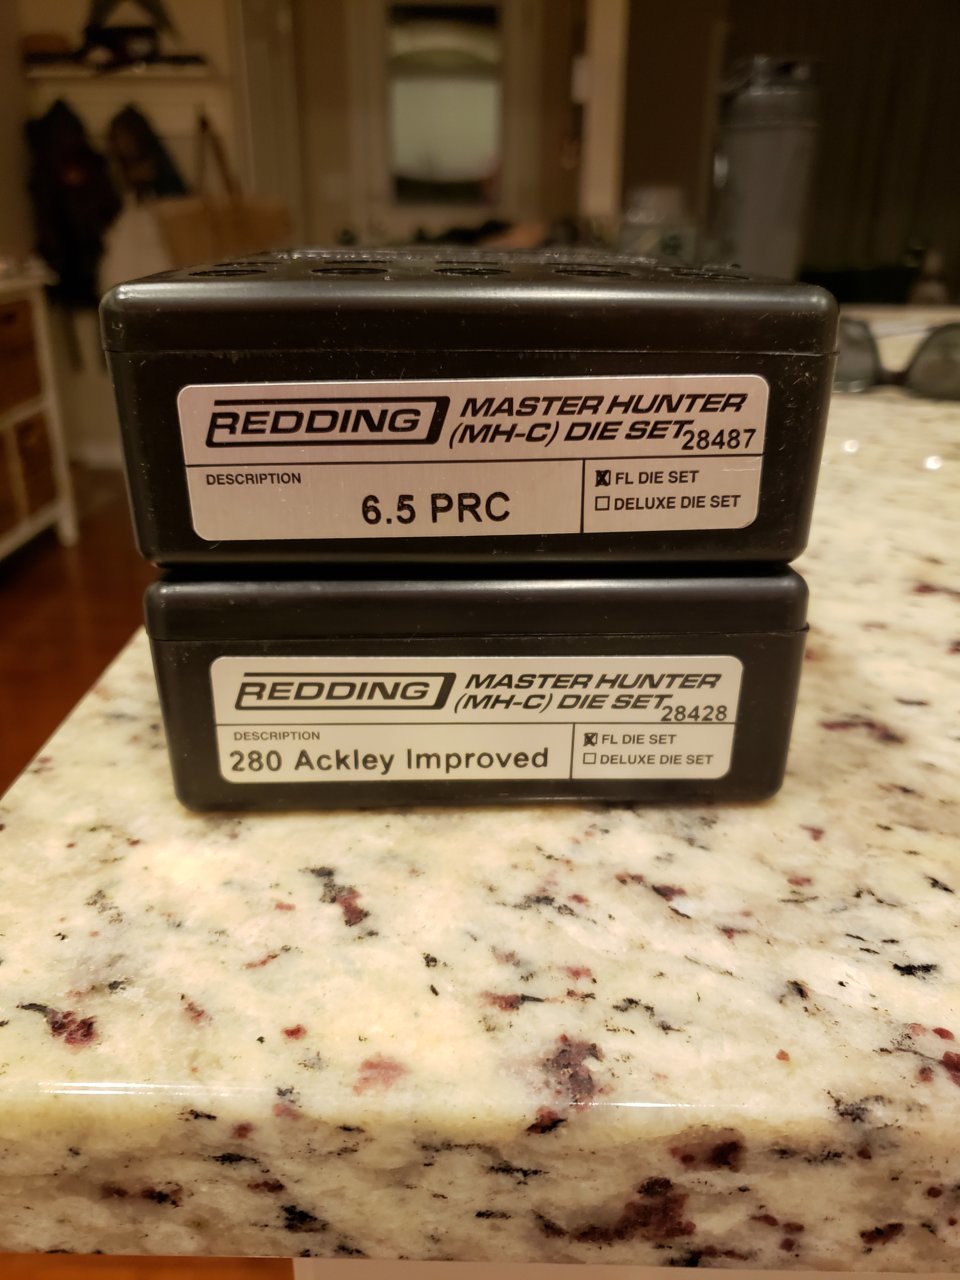 REDDING MASTER HUNTER
(MH-C) DIE SET 28487
DESCRIPTION
6.5 PRC
FL DIE SET
DELUXE DIE SET
REDDING MASTER HUNTER
(MH-C) DIE SET 28428
DESCRIPTION
280 Ackley Improved
FL DIE SET
DELUXE DIE SET